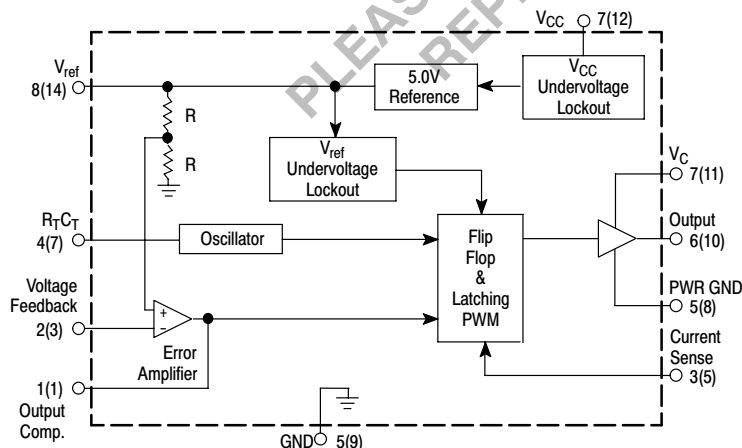 PLEAS
REP
VCC 7(12)
Vref
8(14)
5.0V
Reference
VCC
Undervoltage
Lockout
R
R
Vref
Undervoltage
Lockout
VC
7(11)
RTCT
4(7)
Oscillator
Flip
Flop
&
Latching
PWM
Output
6(10)
Voltage
Feedback
2(3)
+
–
Error
Amplifier
PWR GND
5(8)
Current
Sense
3(5)
1(1)
Output
Comp.
GND 5(9)